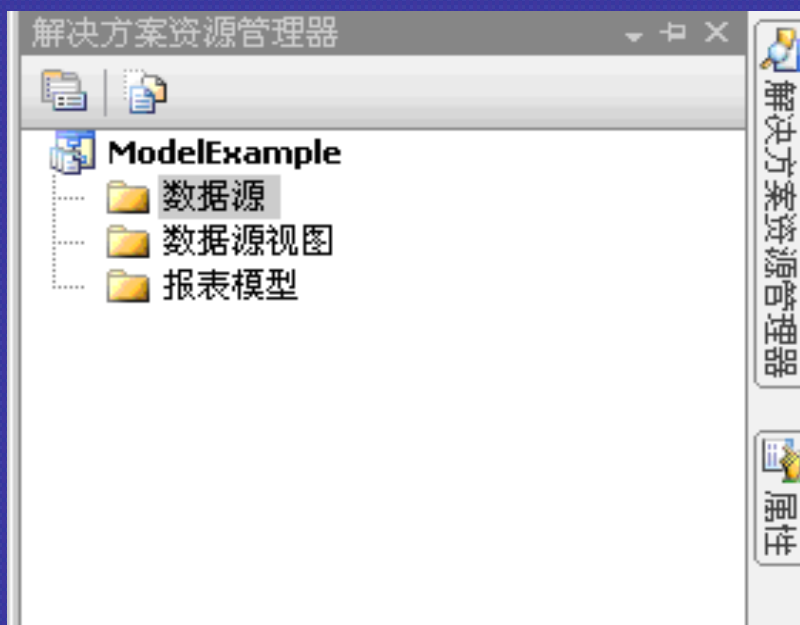 解决方案资源管理器
ModelExample
数据源
数据源视图
报表模型
解决方案资源管理器
属性